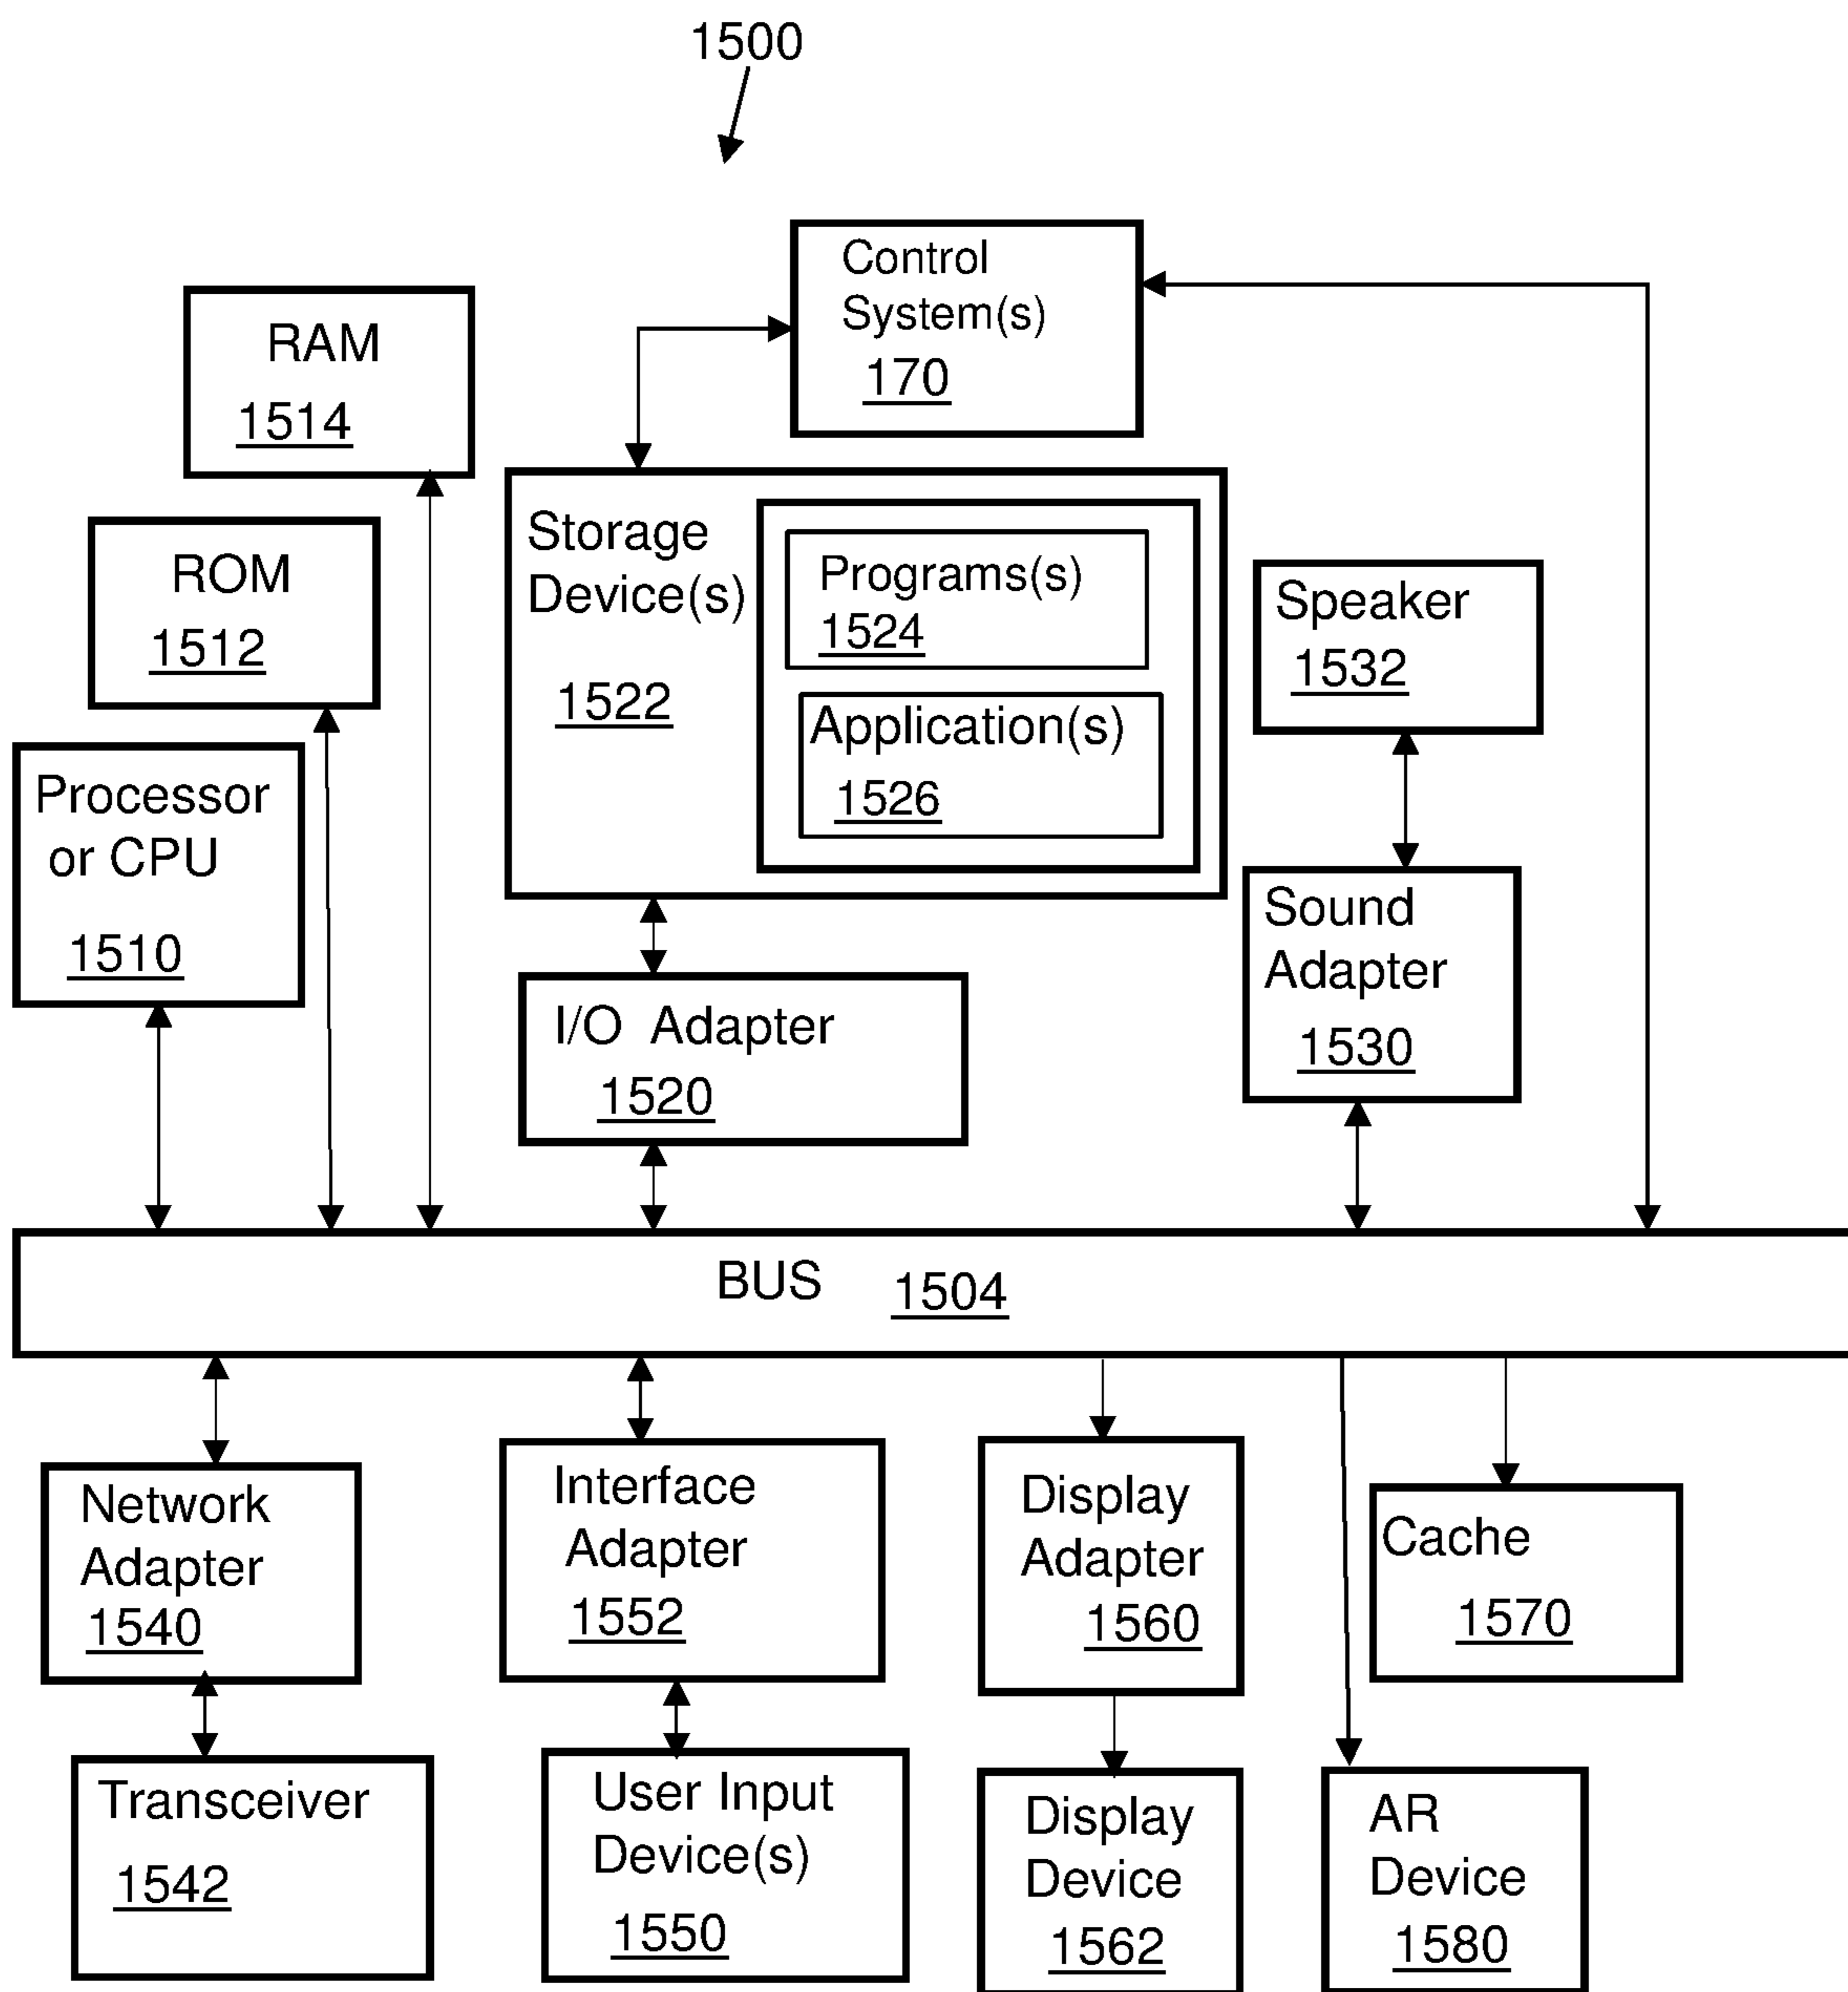 1500
Control
System(s)
170
RAM
1514
Storage
Device(s)
1522
Programs(s)
1524
Application(s)
1526
ROM
1512
Speaker
1532
Processor
or CPU
1510
Sound
Adapter
1530
I/O Adapter
1520
BUS 1504
Network
Adapter
1540
Interface
Adapter
1552
Display
Adapter
1560
Cache
1570
Transceiver
1542
User Input
Device(s)
1550
Display
Device
1562
AR
Device
1580